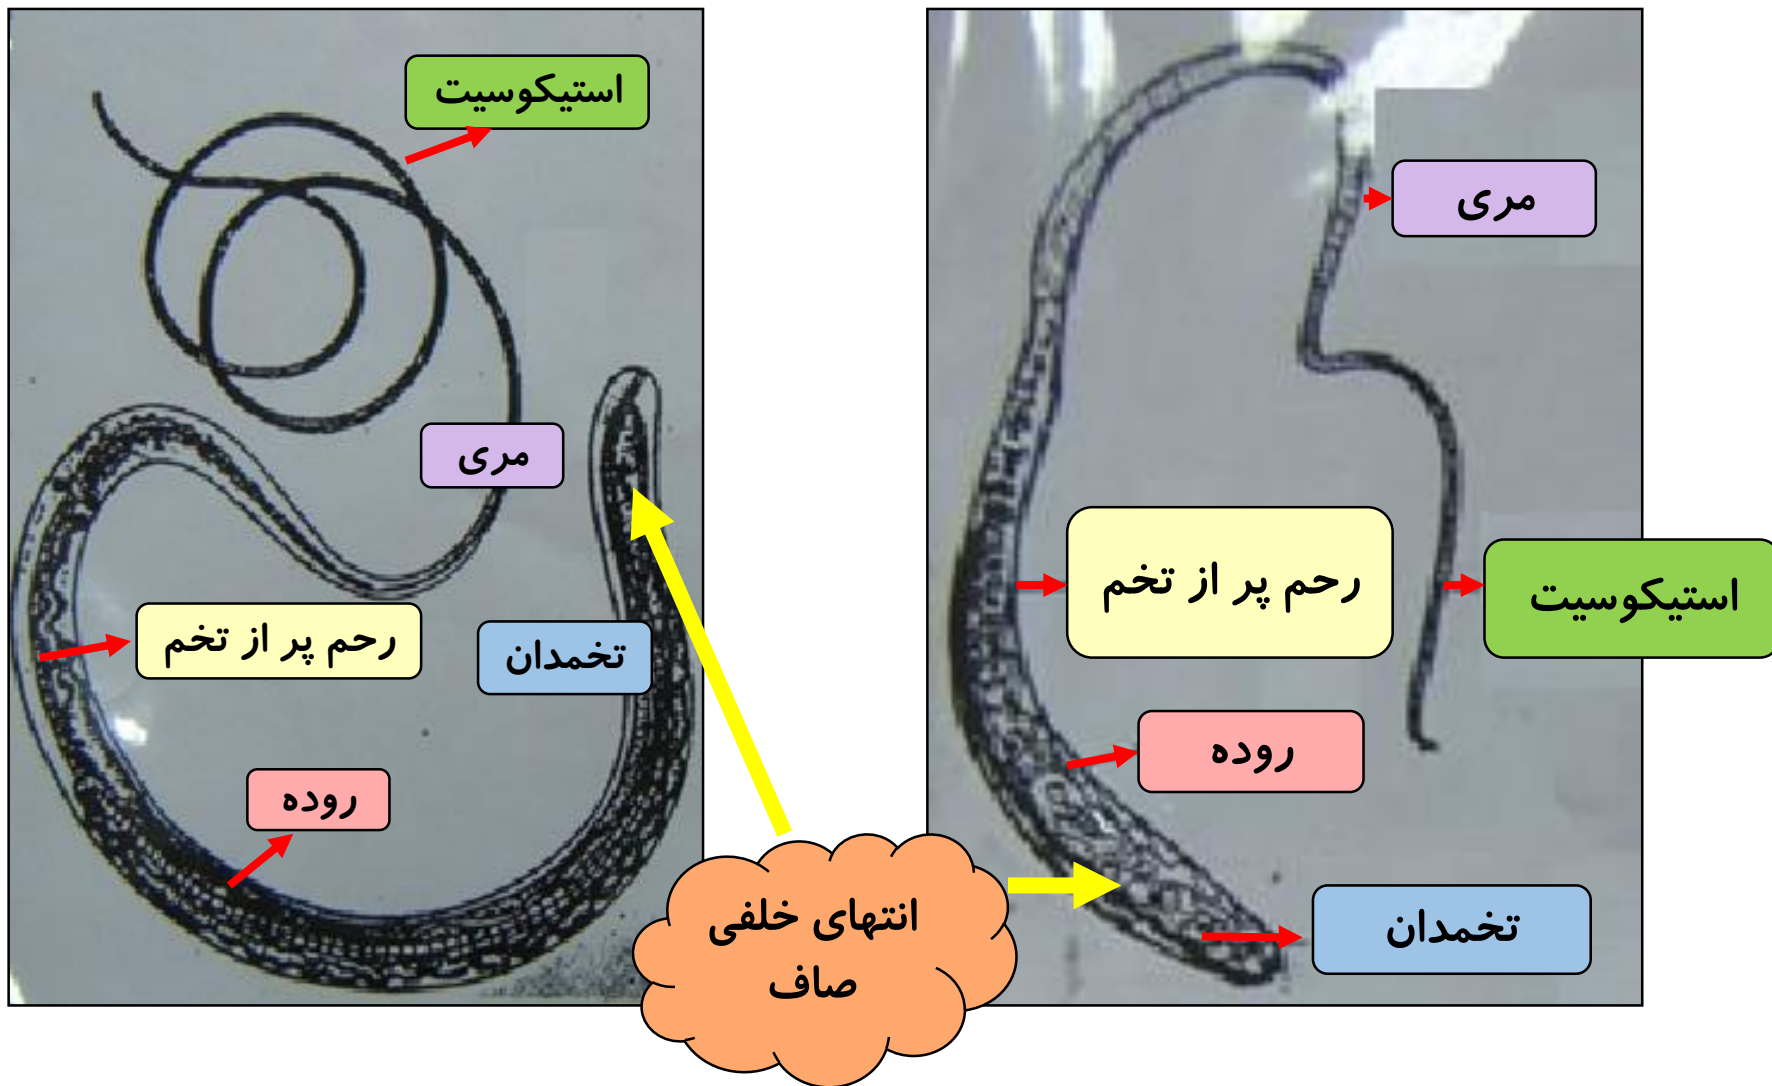 استیکوسیت
مری
رحم پر از تخم
تخمدان
روده
مری
رحم پر از تخم
استیکوسیت
روده
تخمدان
انتهای خلفی
صاف